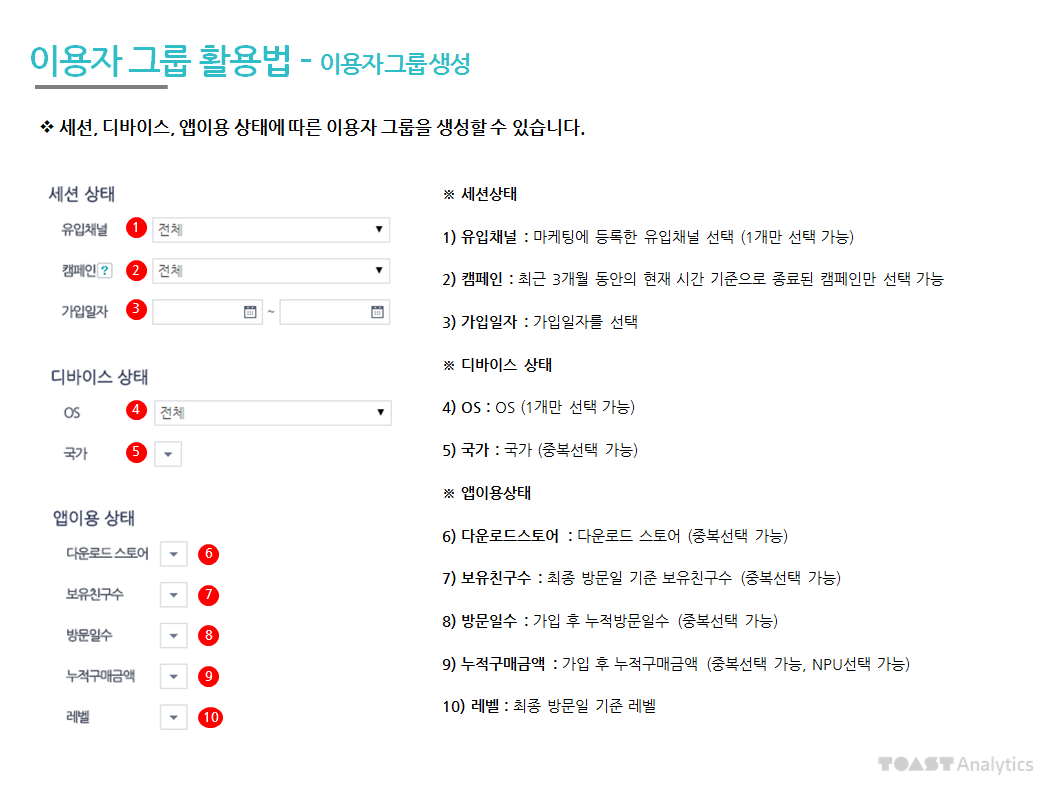 이용자 그룹 활용법 - 이용자 그룹 생성
❖ 세션, 디바이스, 앱이용 상태에 따른 이용자 그룹을 생성할 수 있습니다.
세션 상태
유입채널 1 전체 ▼
캠페인 ? 2 전체 ▼
가입일자 3 ~
디바이스 상태
OS 4 전체 ▼
국가 5
앱이용 상태
다운로드 스토어 6
보유친구수 7
방문일수 8
누적구매금액 9
레벨 10
※ 세션상태
1) 유입채널 : 마케팅에 등록한 유입채널 선택 (1개만 선택 가능)
2) 캠페인 : 최근 3개월 동안의 현재 시간 기준으로 종료된 캠페인만 선택 가능
3) 가입일자 : 가입일자를 선택
※ 디바이스 상태
4) OS : OS (1개만 선택 가능)
5) 국가 : 국가 (중복선택 가능)
※ 앱이용상태
6) 다운로드스토어 : 다운로드 스토어 (중복선택 가능)
7) 보유친구수 : 최종 방문일 기준 보유친구수 (중복선택 가능)
8) 방문일수 : 가입 후 누적방문일수 (중복선택 가능)
9) 누적구매금액 : 가입 후 누적구매금액 (중복선택 가능, NPU선택 가능)
10) 레벨 : 최종 방문일 기준 레벨
TOAST Analytics